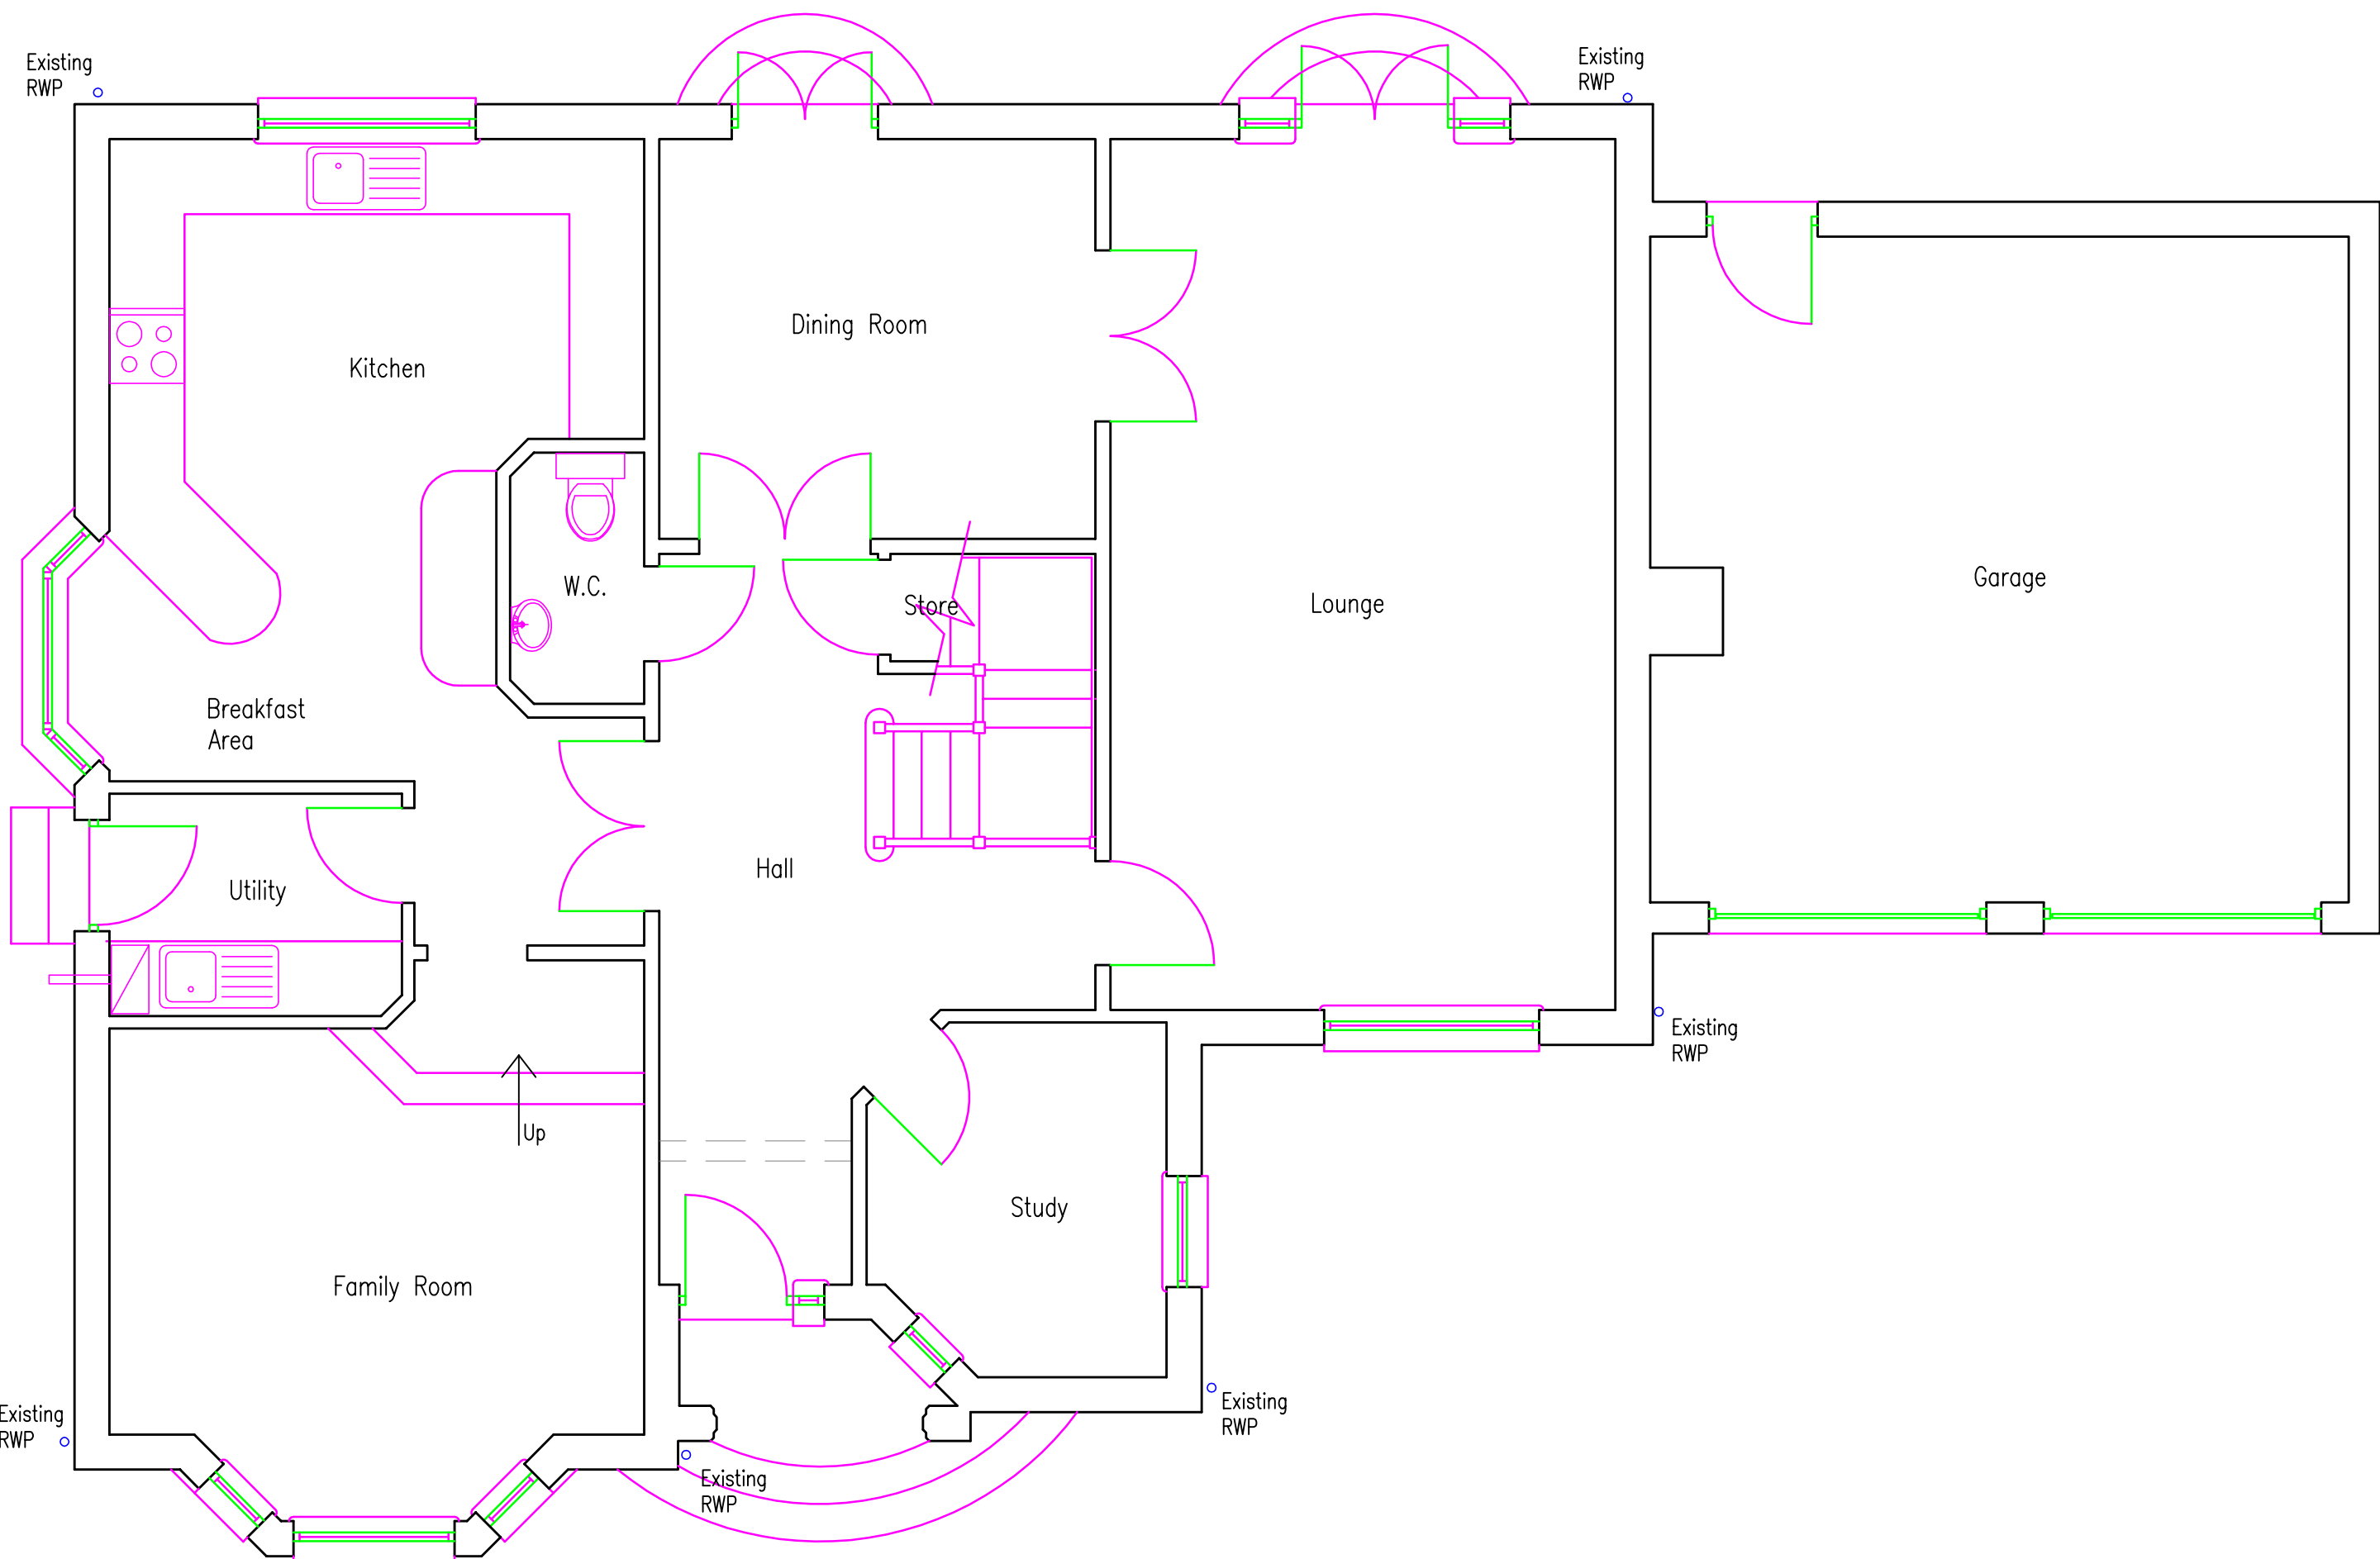 Existing
RWP
Existing
RWP
Dining Room
Kitchen
Garage
W.C.
Store
Lounge
Breakfast
Area
Hall
Utility
Existing
RWP
Up
Study
Family Room
Existing
RWP
Existing
RWP
Existing
RWP